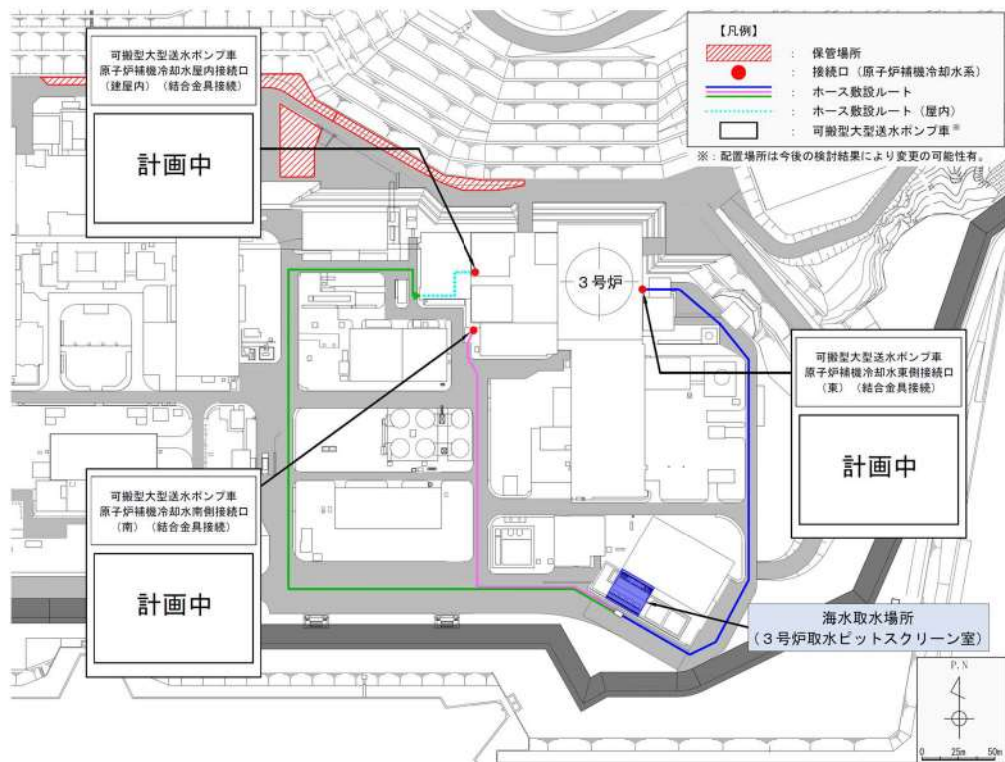 可搬型大型送水ポンプ車
原子炉補機冷却水屋内接続口
（建屋内）（結合金具接続）
計画中
【凡例】
： 保管場所
： 接続口（原子炉補機冷却水系）
： ホース敷設ルート
： ホース敷設ルート（屋内）
： 可搬型大型送水ポンプ車※
※：配置場所は今後の検討結果により変更の可能性有。
３号炉
可搬型大型送水ポンプ車
原子炉補機冷却水東側接続口
（東）（結合金具接続）
計画中
可搬型大型送水ポンプ車
原子炉補機冷却水南側接続口
（南）（結合金具接続）
計画中
海水取水場所
（３号炉取水ピットスクリーン室）
P.N
0 25m 50m